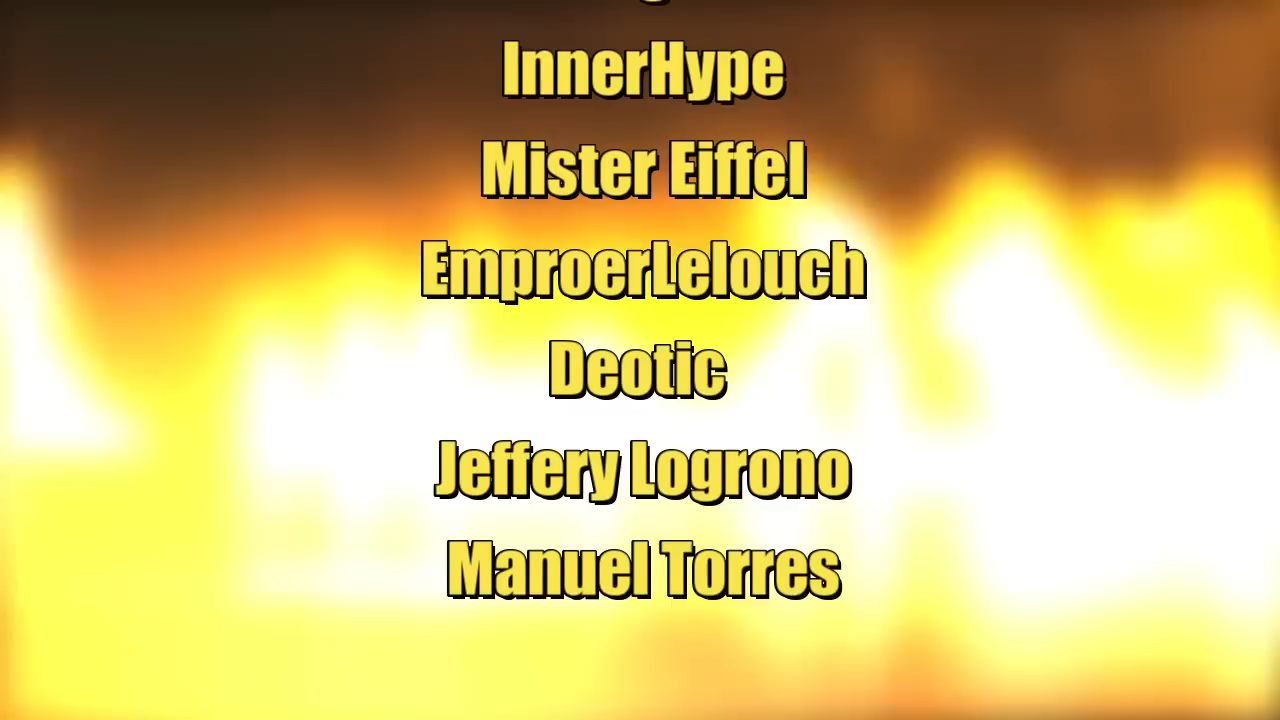 InnerHype
Mister Eiffel
EmproerLelouch
Deotic
Jeffery Logrono
Manuel Torres